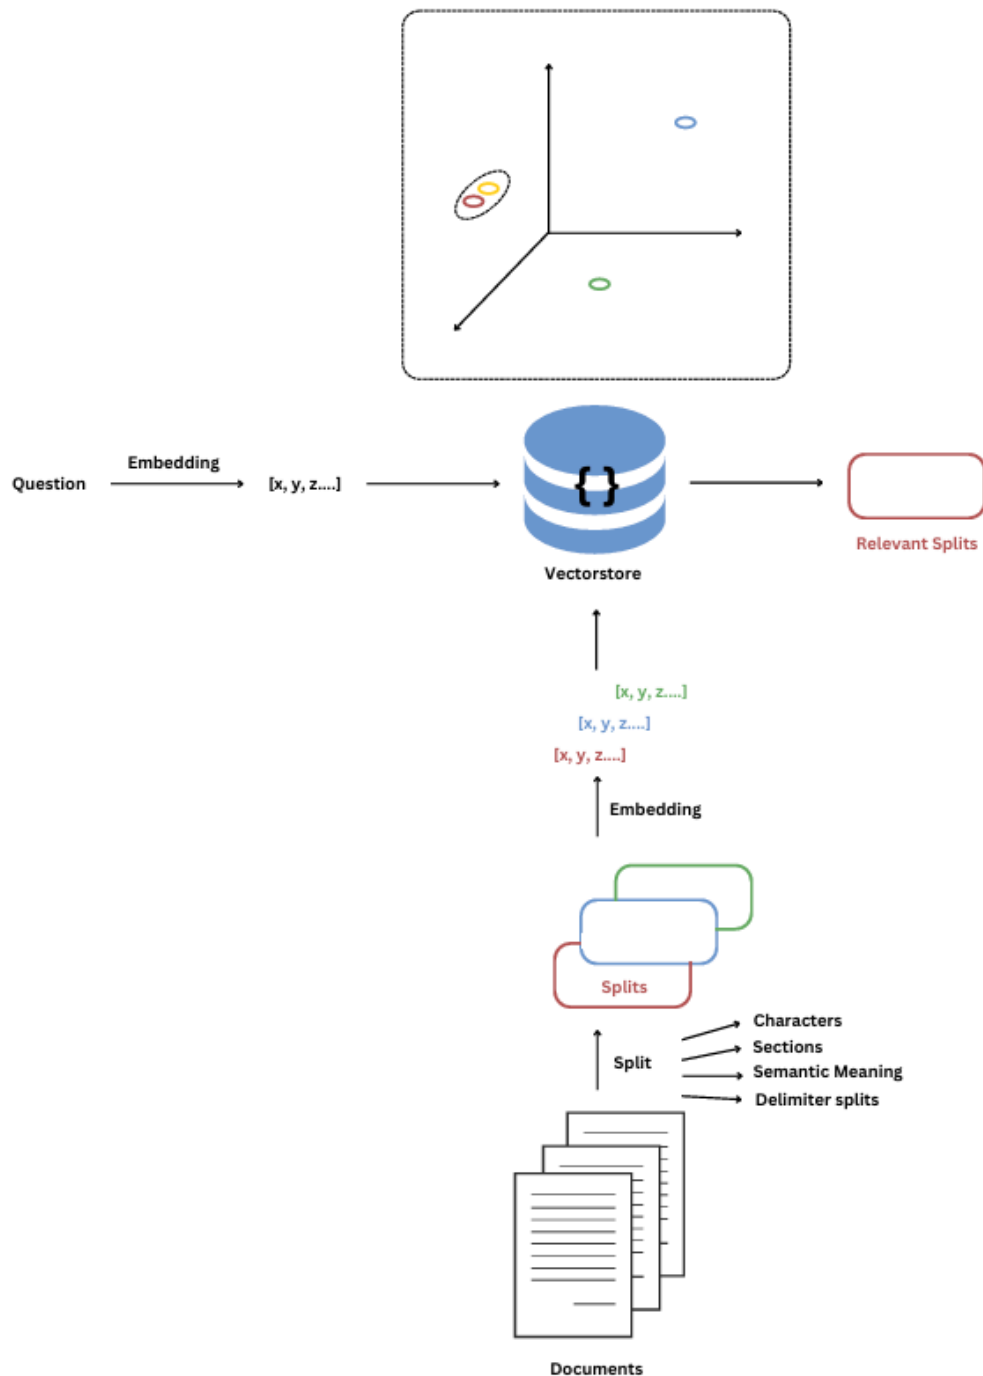 Question
Embedding
[x, y, z....]
{ }
Vectorstore
Relevant Splits
[x, y, z....]
[x, y, z....]
[x, y, z....]
Embedding
Splits
Split
Characters
Sections
Semantic Meaning
Delimiter splits
Documents